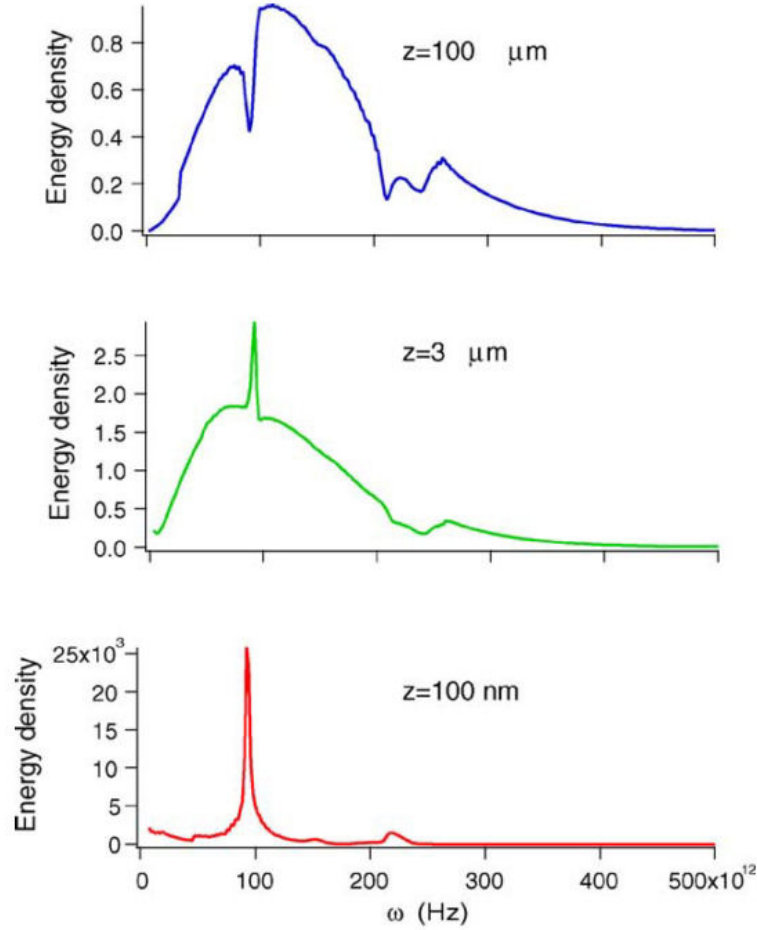 Energy density
0.8
0.6
0.4
0.2
0.0
z=100 μm
Energy density
2.5
2.0
1.5
1.0
0.5
0.0
z=3 μm
Energy density
25x10³
20
15
10
5
0
z=100 nm
0 100 200 300 400 500x10¹²
ω (Hz)